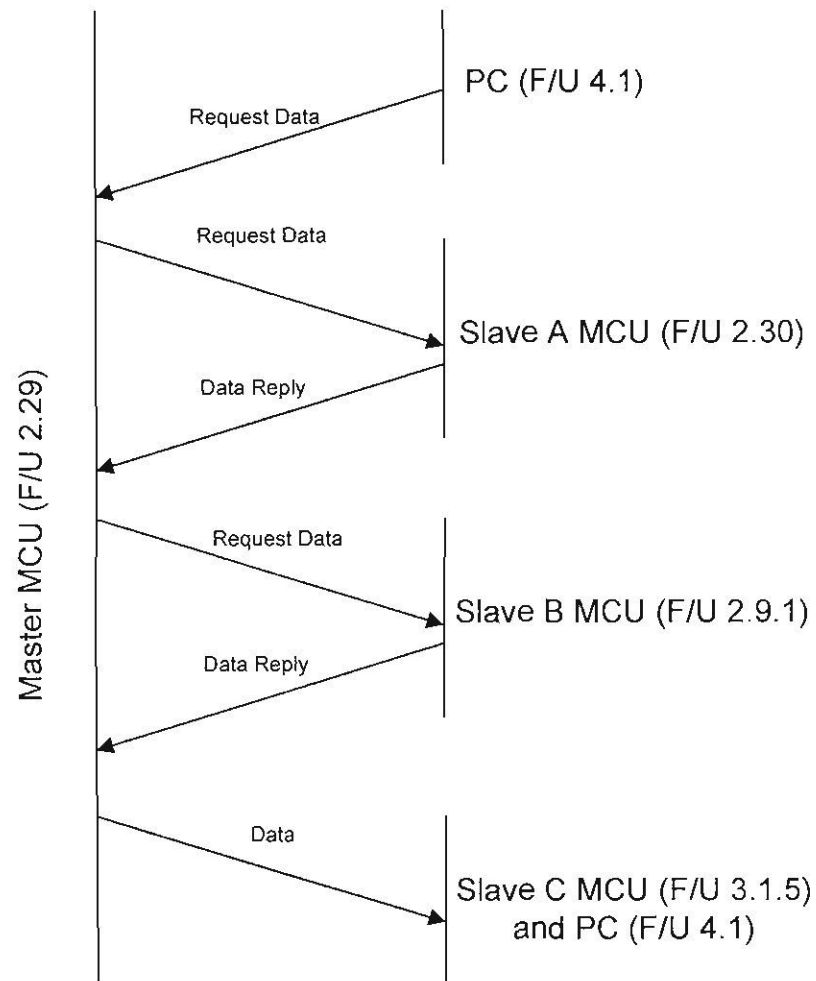 PC (F/U 4.1)
Request Data
Request Data
Slave A MCU (F/U 2.30)
Data Reply
Master MCU (F/U 2.29)
Request Data
Slave B MCU (F/U 2.9.1)
Data Reply
Data
Slave C MCU (F/U 3.1.5)
and PC (F/U 4.1)